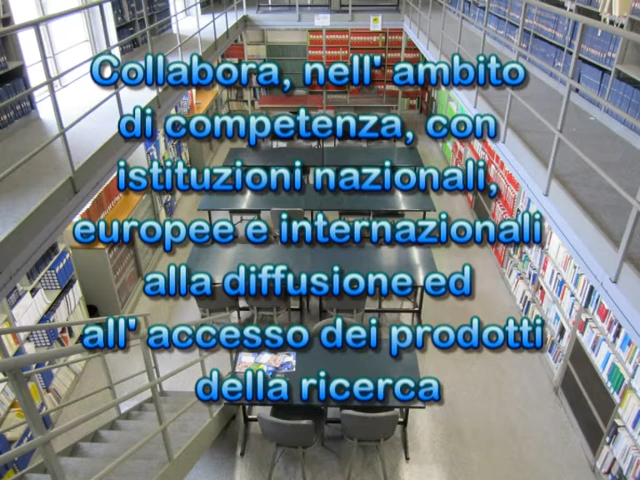 Collabora, nell' ambito
di competenza, con
istituzioni nazionali,
europee e internazionali
alla diffusione ed
all' accesso dei prodotti
della ricerca